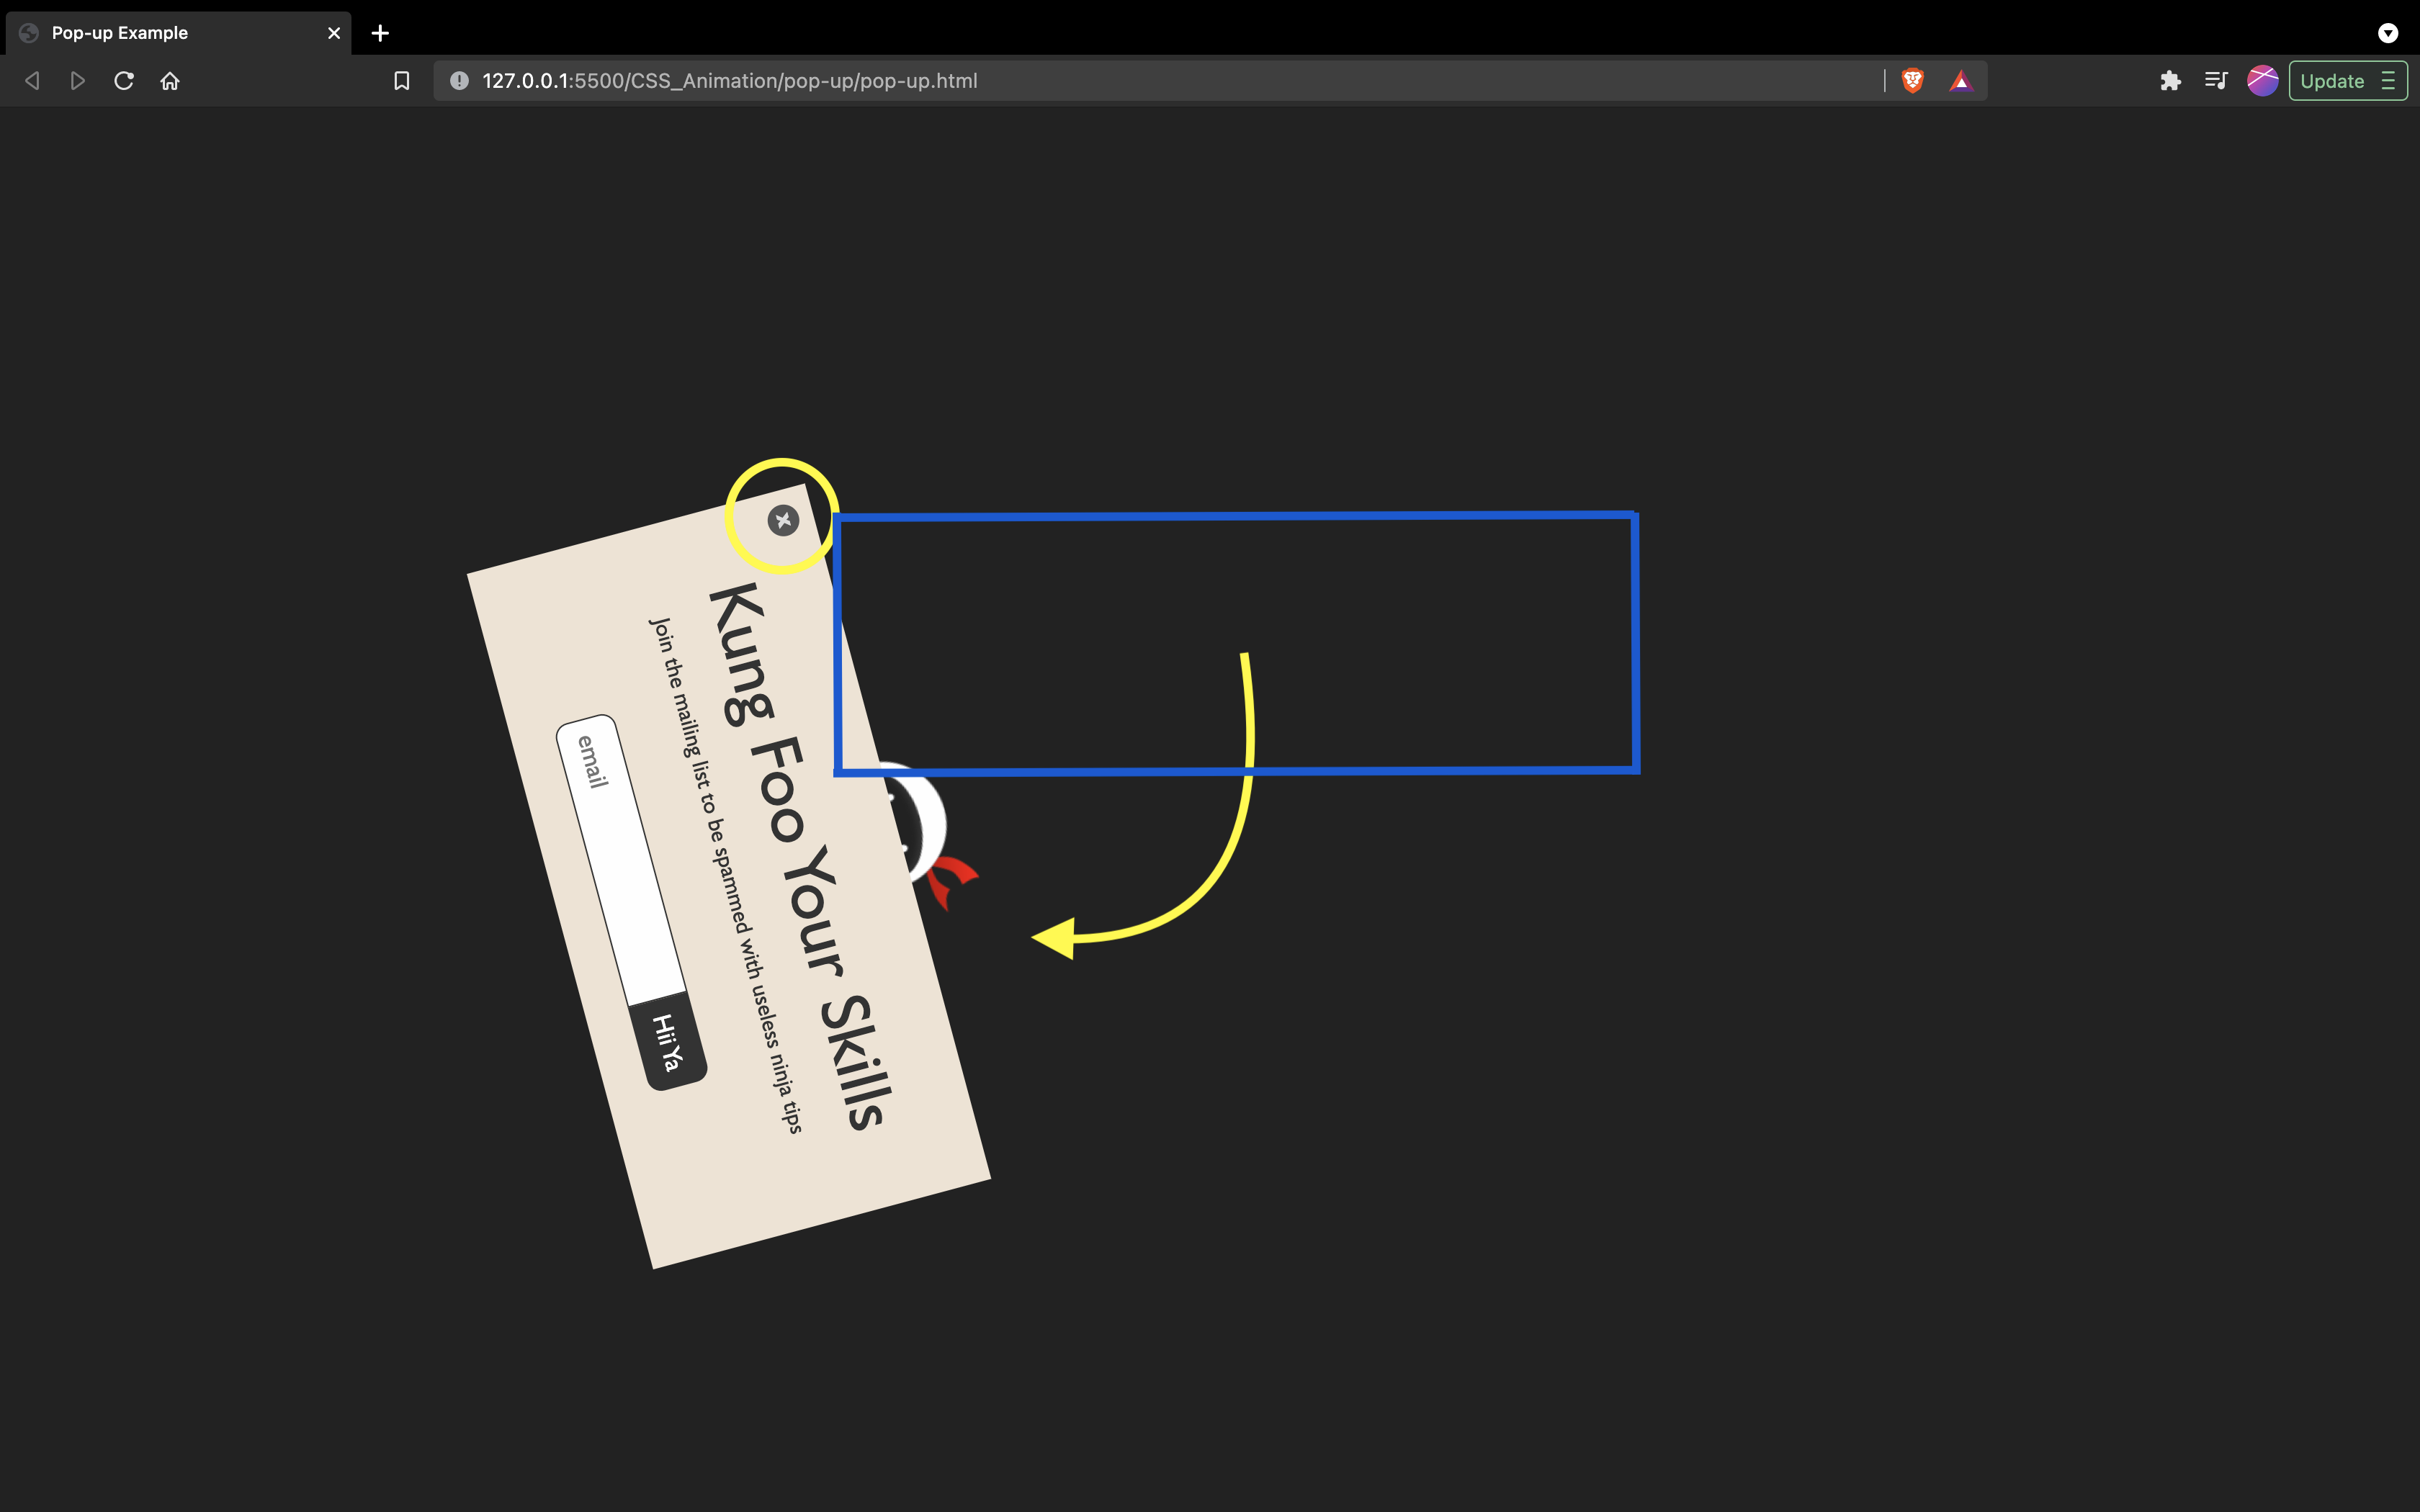 Pop-up Example
127.0.0.1:5500/CSS_Animation/pop-up/pop-up.html
Update
Kung Foo Your Skills
Join the mailing list to be spammed with useless ninja tips
email
Hii Ya